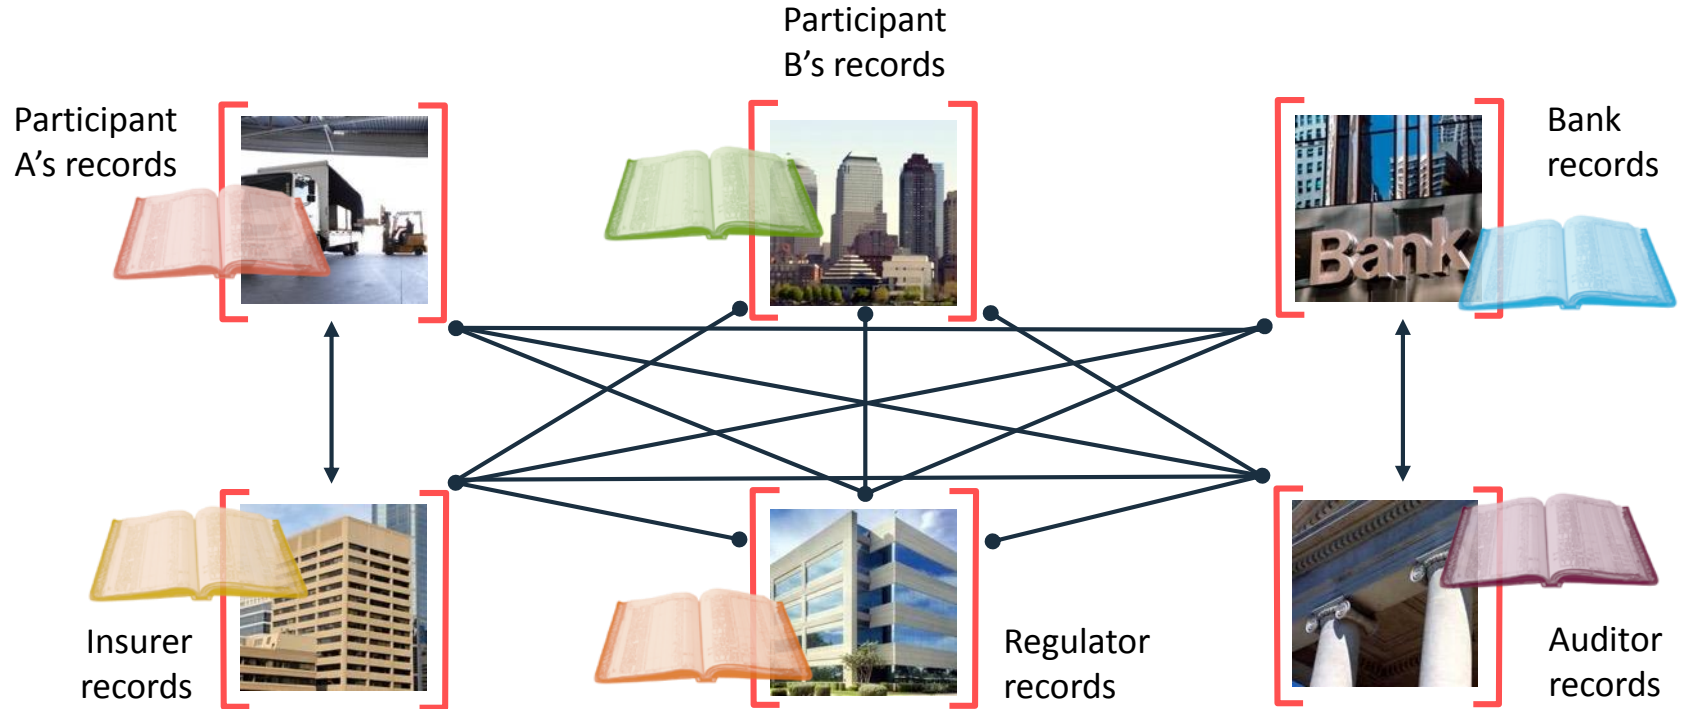 Participant
B’s records
Participant
A’s records
Bank
records
Bank
Insurer
records
Regulator
records
Auditor
records